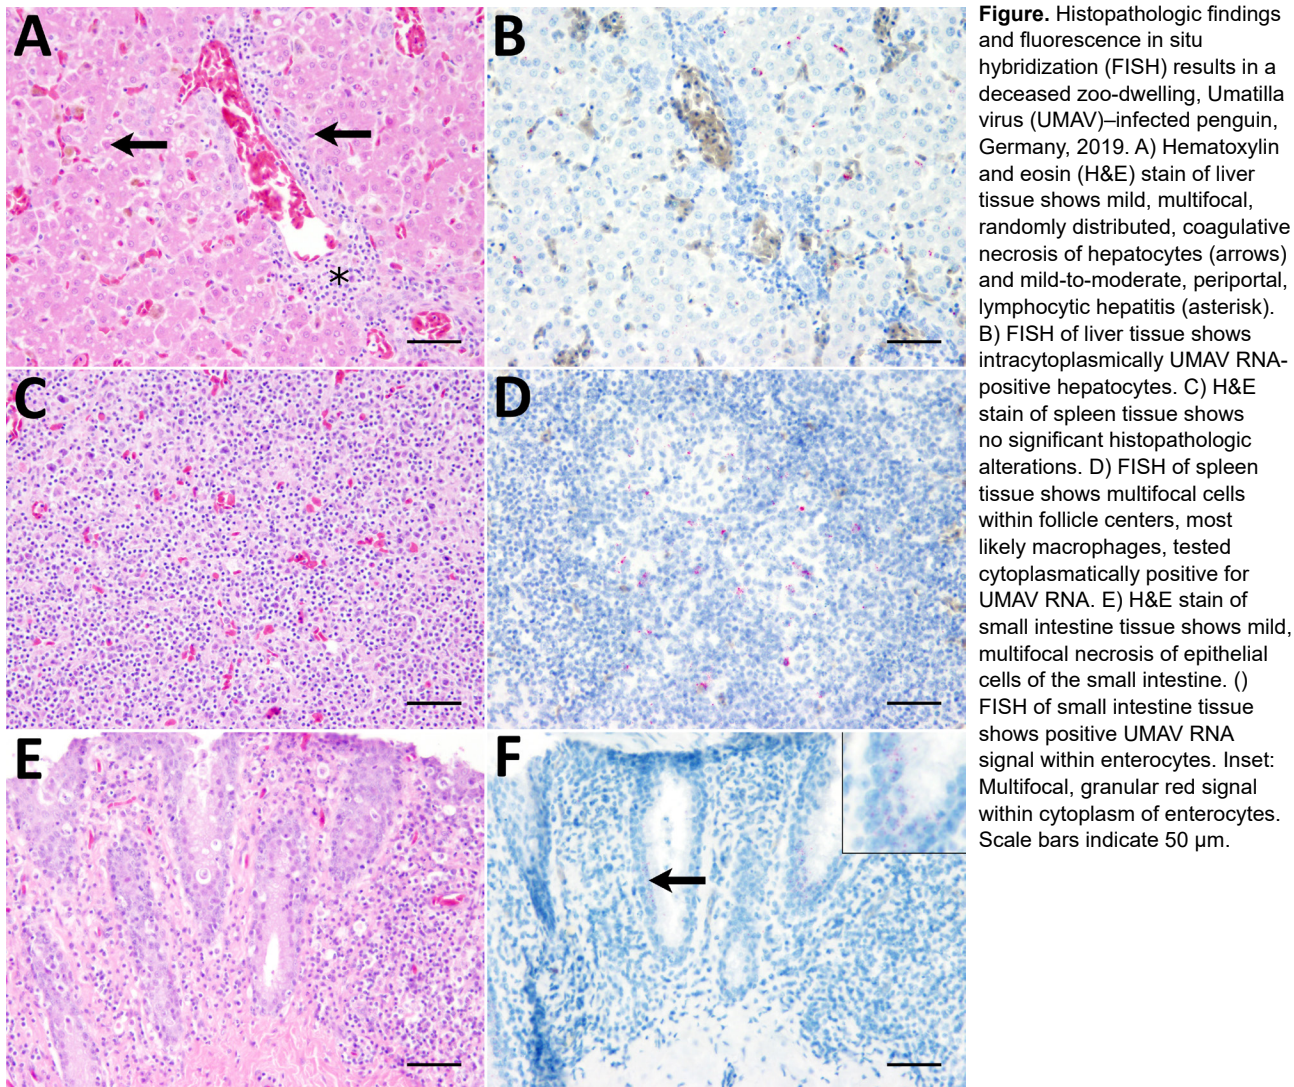 A
B
C
D
E
F
*
Figure. Histopathologic findings
and fluorescence in situ
hybridization (FISH) results in a
deceased zoo-dwelling, Umatilla
virus (UMAV)–infected penguin,
Germany, 2019. A) Hematoxylin
and eosin (H&E) stain of liver
tissue shows mild, multifocal,
randomly distributed, coagulative
necrosis of hepatocytes (arrows)
and mild-to-moderate, periportal,
lymphocytic hepatitis (asterisk).
B) FISH of liver tissue shows
intracytoplasmically UMAV RNA-
positive hepatocytes. C) H&E
stain of spleen tissue shows
no significant histopathologic
alterations. D) FISH of spleen
tissue shows multifocal cells
within follicle centers, most
likely macrophages, tested
cytoplasmatically positive for
UMAV RNA. E) H&E stain of
small intestine tissue shows mild,
multifocal necrosis of epithelial
cells of the small intestine. ()
FISH of small intestine tissue
shows positive UMAV RNA
signal within enterocytes. Inset:
Multifocal, granular red signal
within cytoplasm of enterocytes.
Scale bars indicate 50 µm.